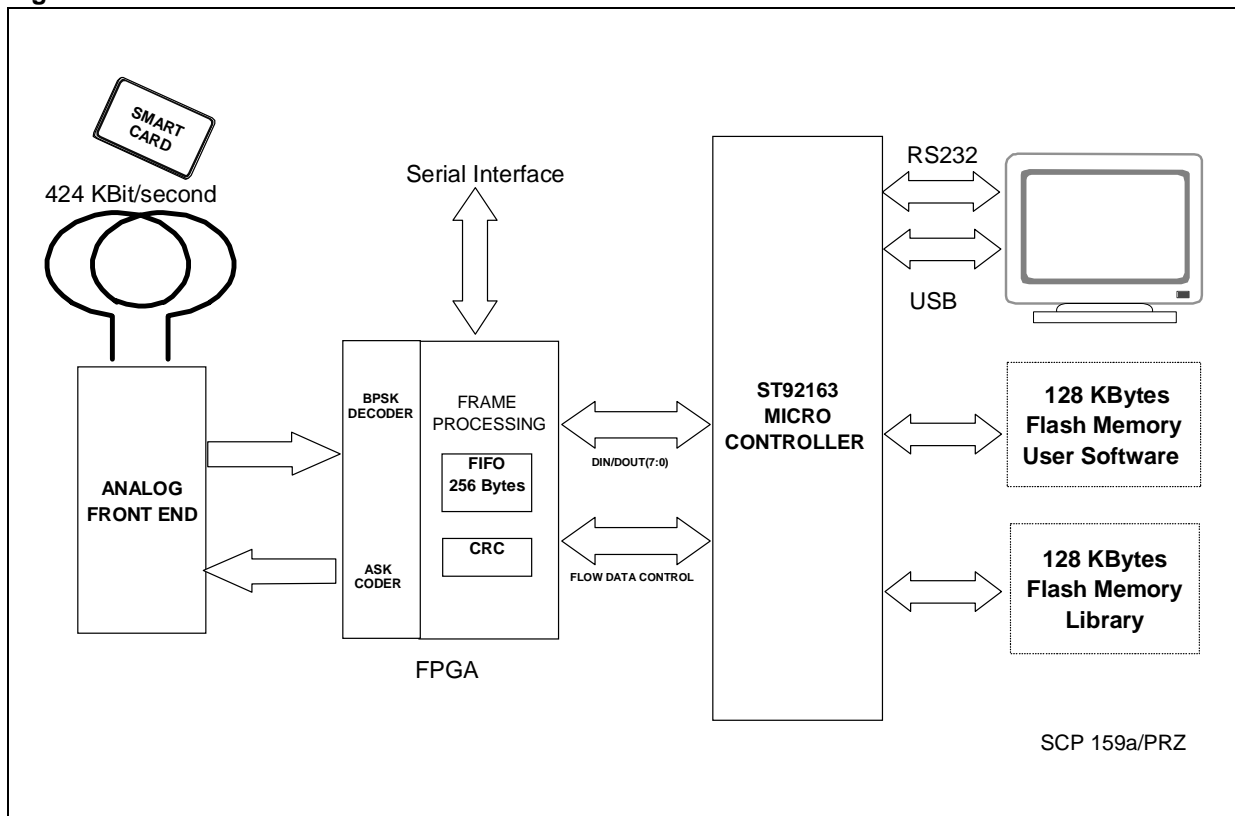 SMART
CARD
424 KBit/second
Serial Interface
RS232
USB
ANALOG
FRONT END
BPSK
DECODER
ASK
CODER
FRAME
PROCESSING
FIFO
256 Bytes
CRC
FPGA
DIN/DOUT(7:0)
FLOW DATA CONTROL
ST92163
MICRO
CONTROLLER
128 KBytes
Flash Memory
User Software
128 KBytes
Flash Memory
Library
SCP 159a/PRZ